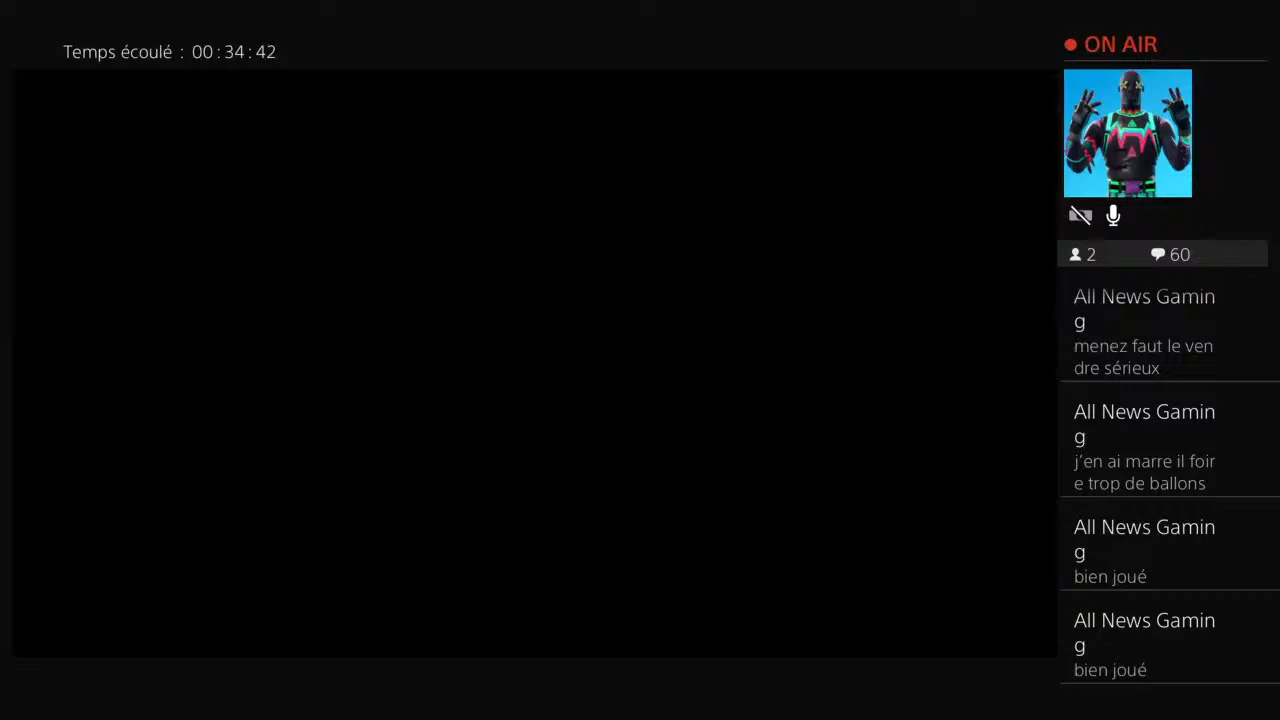 Temps écoulé : 00:34:42
ON AIR
2 60
All News Gamin
g
menez faut le ven
dre sérieux
All News Gamin
g
j'en ai marre il foir
e trop de ballons
All News Gamin
g
bien joué
All News Gamin
g
bien joué